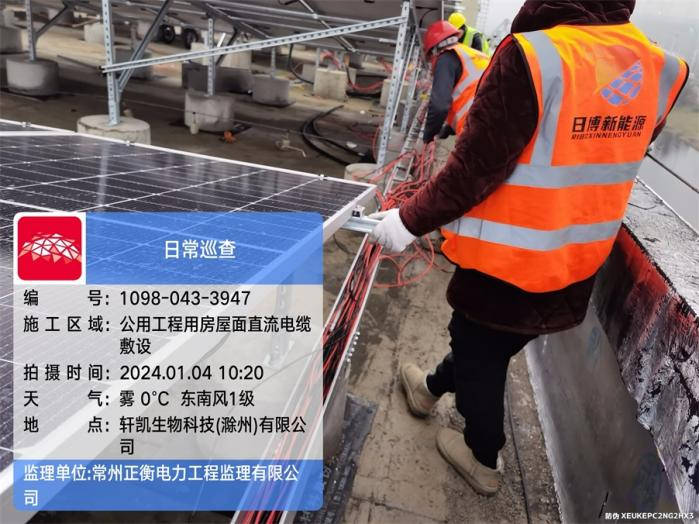 日博新能源
RIBOXINNENGYUAN
日常巡查
编 号：1098-043-3947
施工区域：公用工程用房屋面直流电缆
敷设
拍摄时间：2024.01.04 10:20
天 气：雾 0°C 东南风1级
地 点：轩凯生物科技(滁州)有限公
司
监理单位:常州正衡电力工程监理有限公
司
防伪 XEUKEPC2NG2HX3